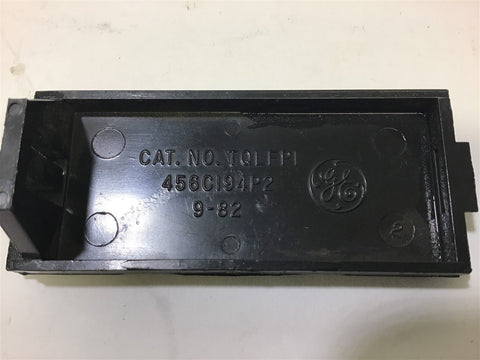 CAT. NO. TQLFP1
456C194P2
9-82
GE
2